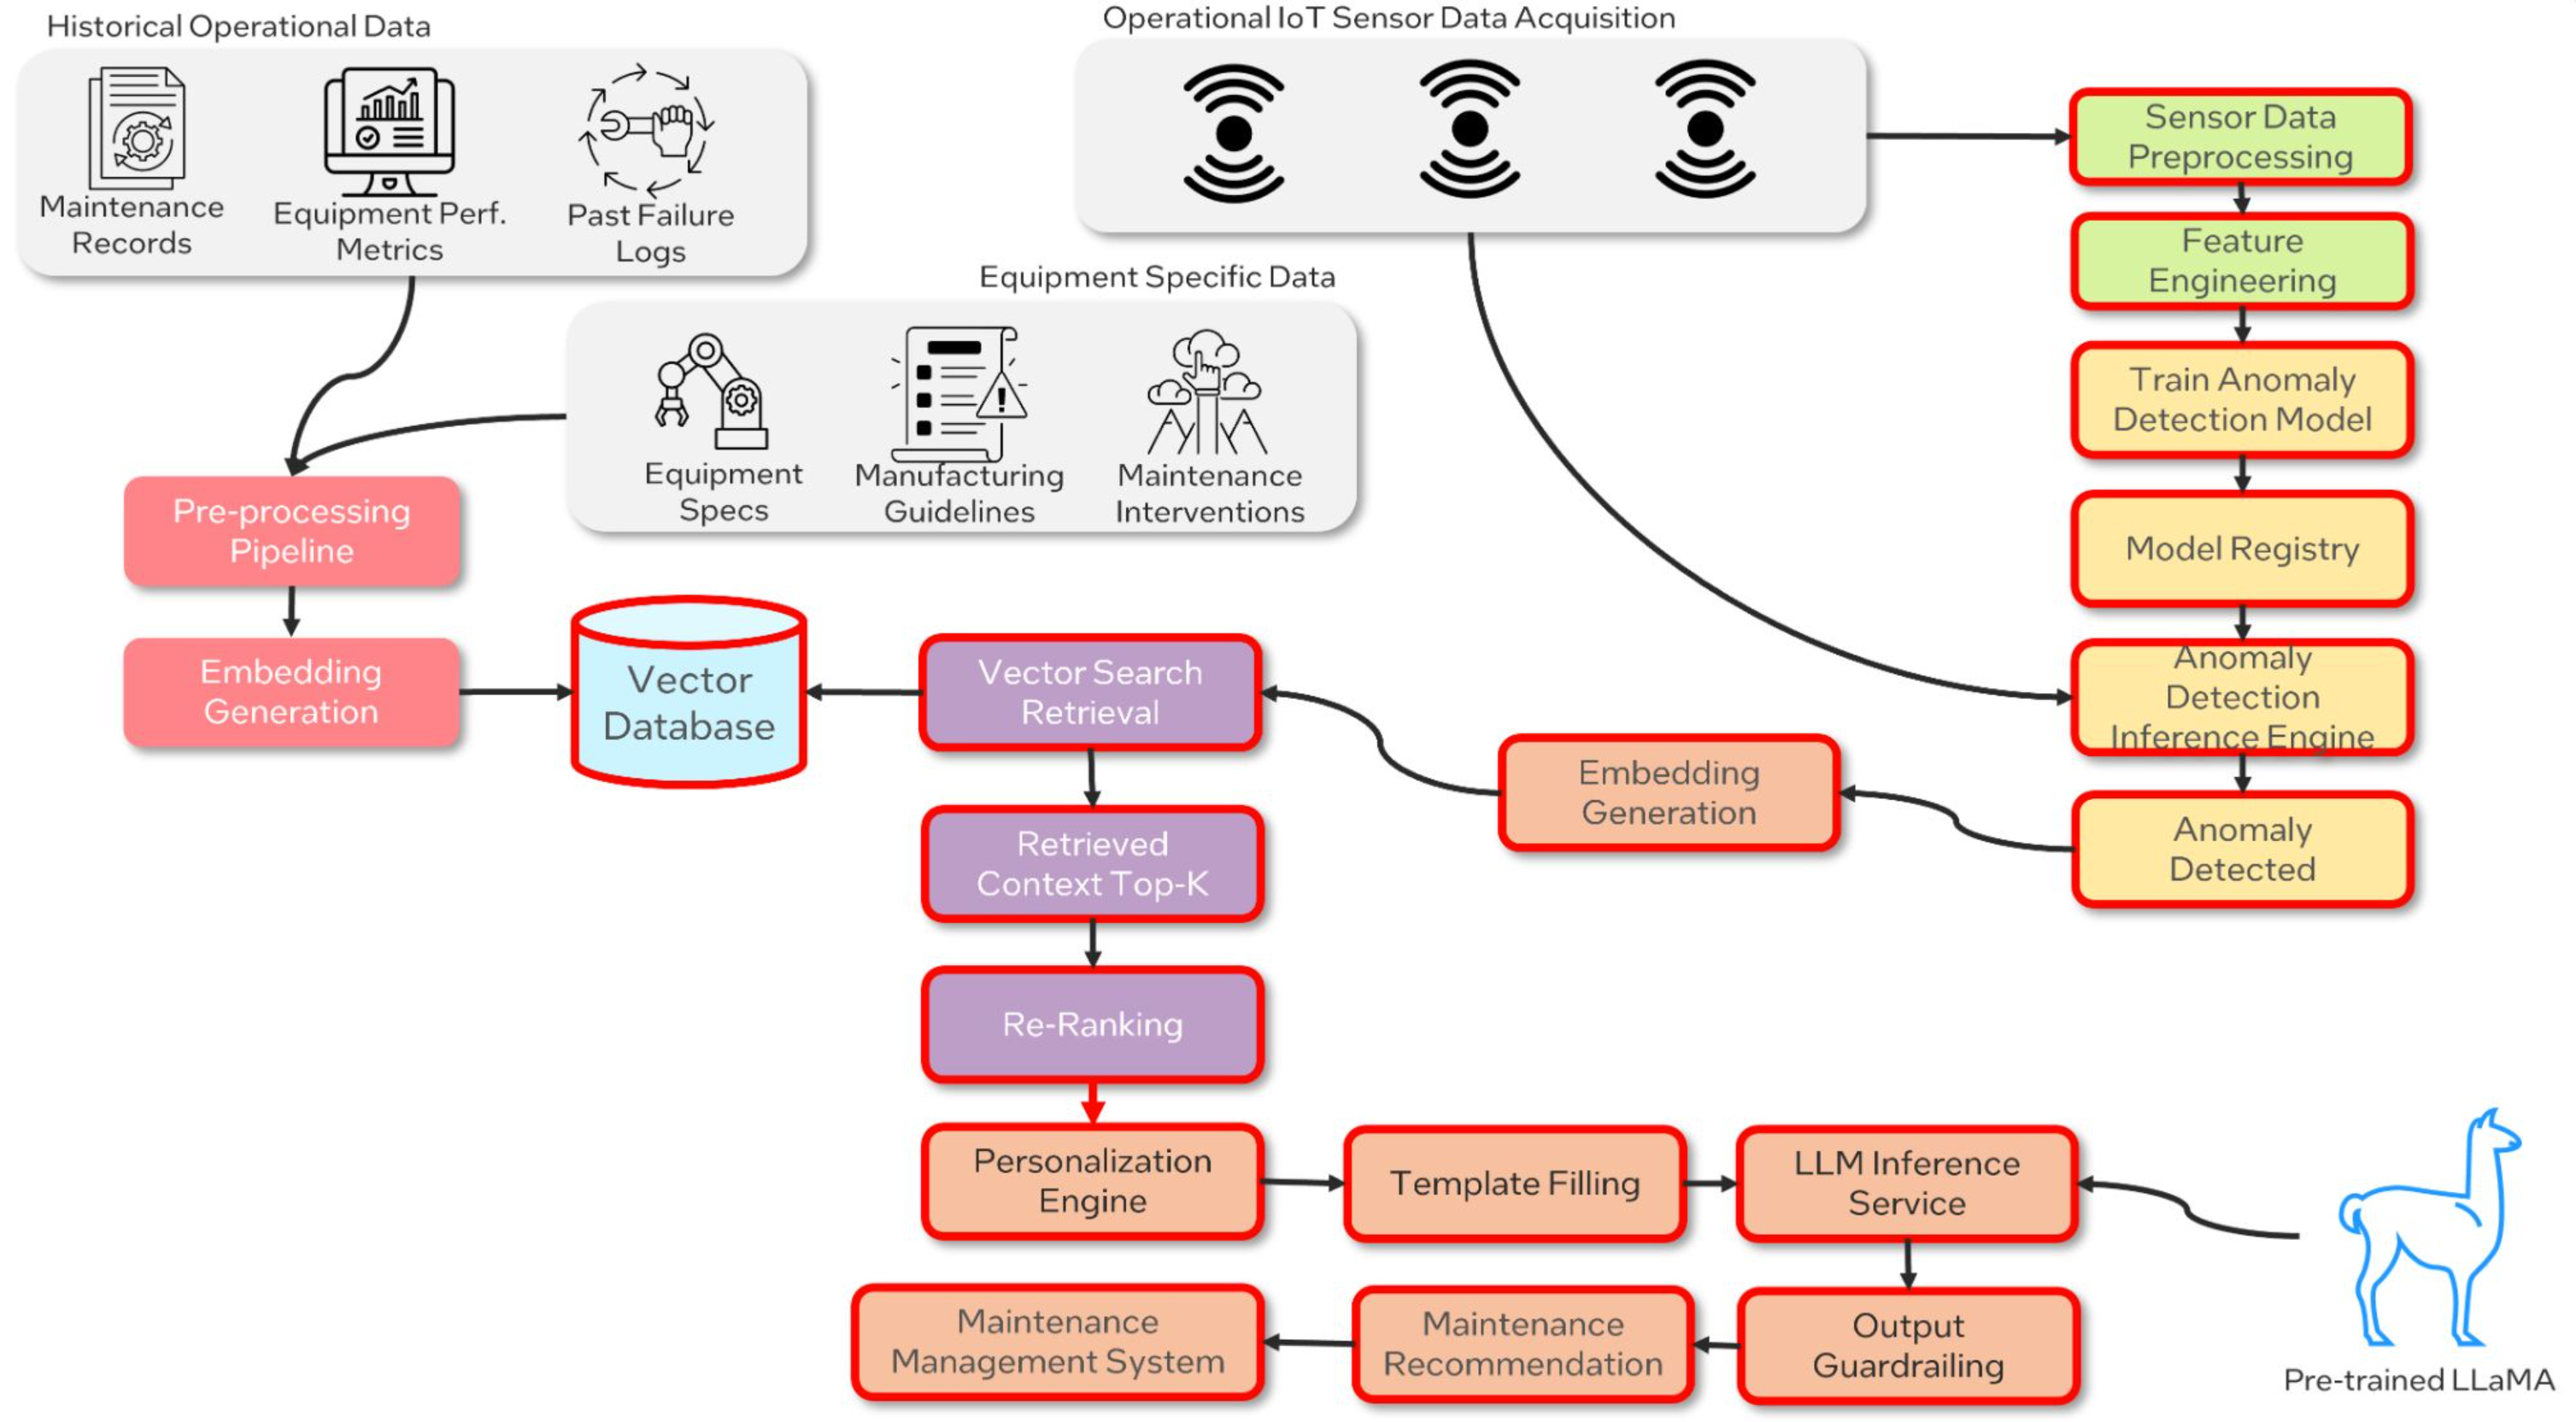 Historical Operational Data
Maintenance
Records
Equipment Perf.
Metrics
Past Failure
Logs
Operational IoT Sensor Data Acquisition
Equipment Specific Data
Equipment
Specs
Manufacturing
Guidelines
Maintenance
Interventions
Sensor Data
Preprocessing
Feature
Engineering
Train Anomaly
Detection Model
Model Registry
Anomaly
Detection
Inference Engine
Anomaly
Detected
Pre-processing
Pipeline
Embedding
Generation
Vector
Database
Vector Search
Retrieval
Embedding
Generation
Retrieved
Context Top-K
Re-Ranking
Personalization
Engine
Template Filling
LLM Inference
Service
Maintenance
Management System
Maintenance
Recommendation
Output
Guardrailing
Pre-trained LLaMA